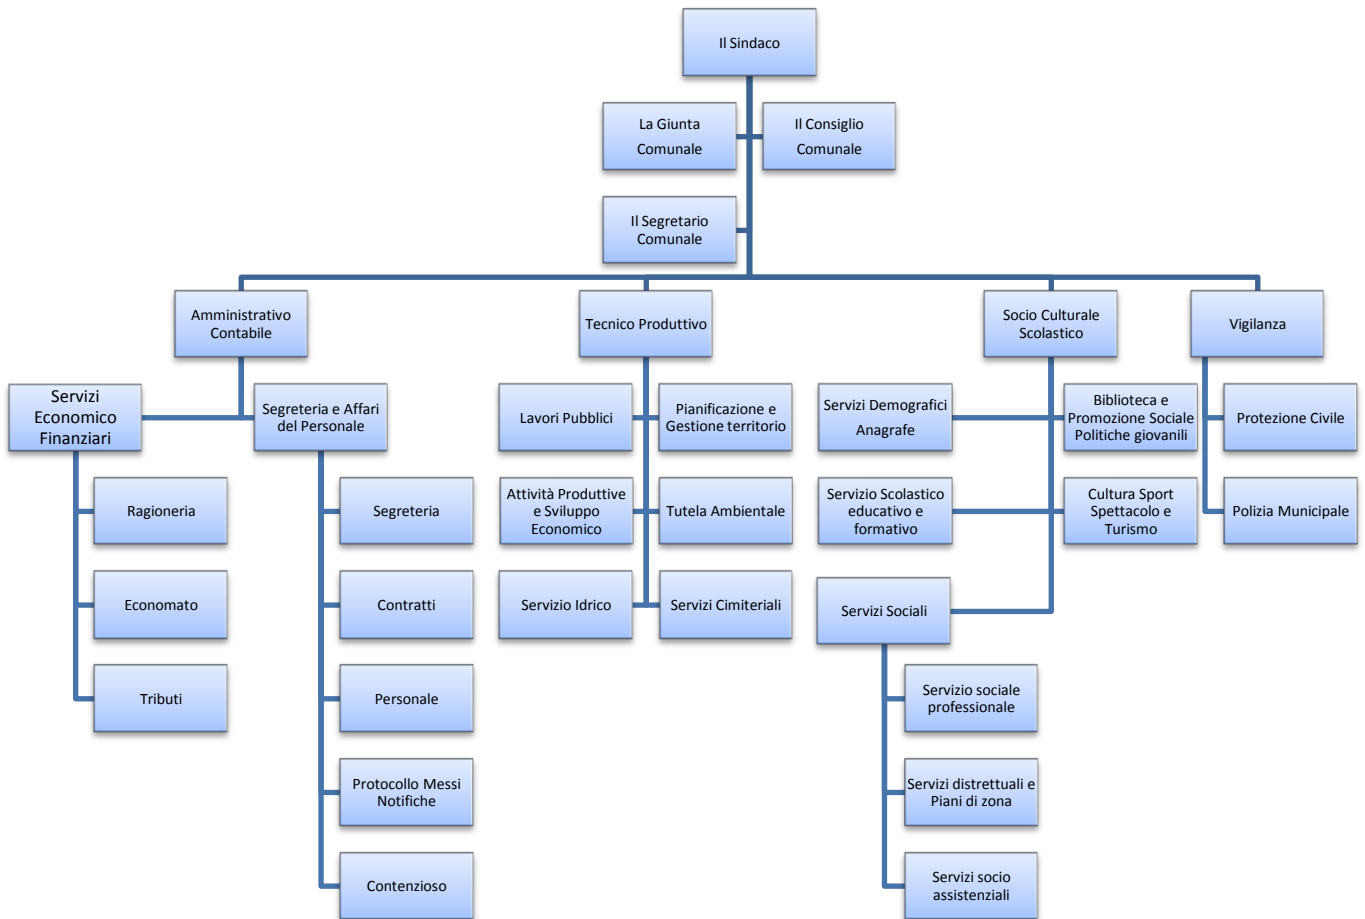 Il Sindaco
La Giunta
Comunale
Il Consiglio
Comunale
Il Segretario
Comunale
Amministrativo
Contabile
Tecnico Produttivo
Socio Culturale
Scolastico
Vigilanza
Servizi
Economico
Finanziari
Segreteria e Affari
del Personale
Lavori Pubblici
Pianificazione e
Gestione territorio
Servizi Demografici
Anagrafe
Biblioteca e
Promozione Sociale
Politiche giovanili
Protezione Civile
Ragioneria
Segreteria
Attività Produttive
e Sviluppo
Economico
Tutela Ambientale
Servizio Scolastico
educativo e
formativo
Cultura Sport
Spettacolo e
Turismo
Polizia Municipale
Economato
Contratti
Servizio Idrico
Servizi Cimiteriali
Servizi Sociali
Tributi
Personale
Servizio sociale
professionale
Protocollo Messi
Notifiche
Servizi distrettuali e
Piani di zona
Contenzioso
Servizi socio
assistenziali